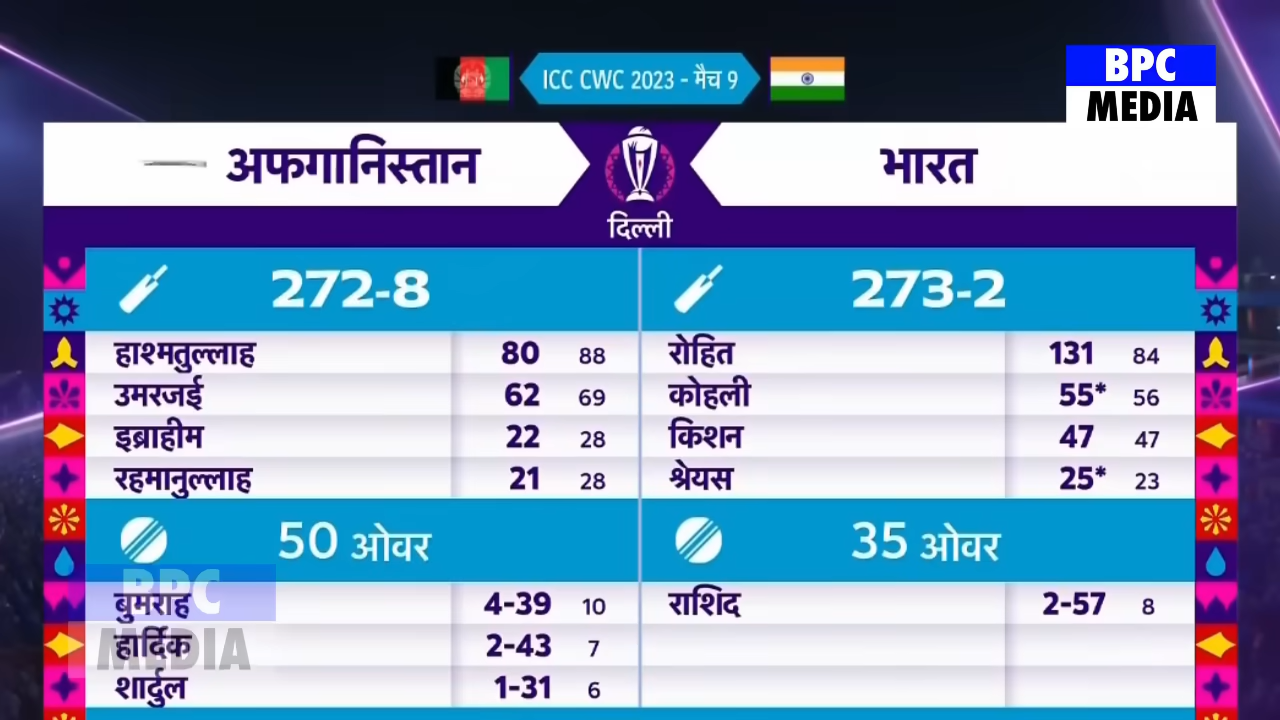 ICC CWC 2023 - मैच 9
BPC
MEDIA
अफगानिस्तान
भारत
दिल्ली
272-8
273-2
हाश्मतुल्लाह 80 88
रोहित 131 84
उमरजई 62 69
कोहली 55* 56
इब्राहीम 22 28
किशन 47 47
रहमानुल्लाह 21 28
श्रेयस 25* 23
50 ओवर
35 ओवर
BPC
MEDIA
बुमराह 4-39 10
राशिद 2-57 8
हार्दिक 2-43 7
शार्दुल 1-31 6